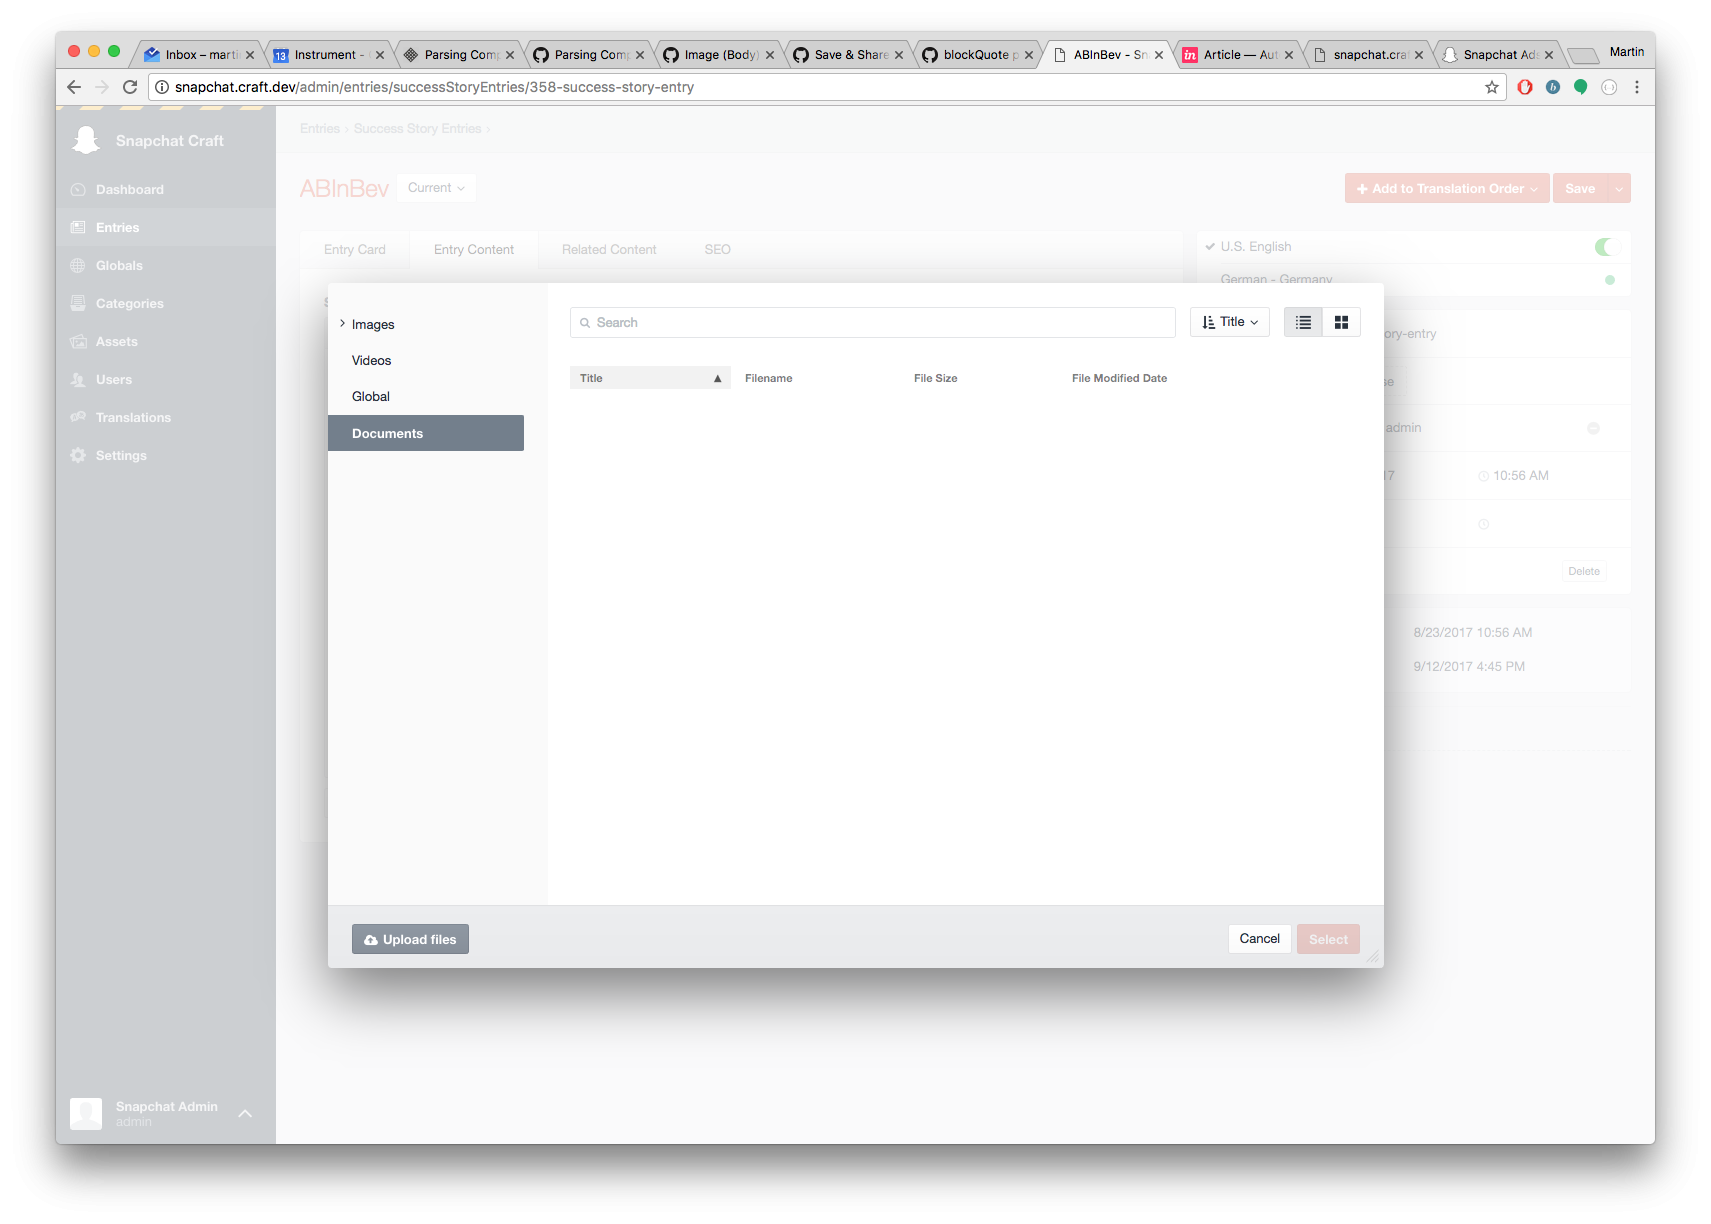 Inbox – marti
Instrument -
Parsing Comp
Parsing Comp
Image (Body)
Save & Share
blockQuote p
ABInBev - Sn
Article — Aut
snapchat.craf
Snapchat Ads
Martin
snapchat.craft.dev/admin/entries/successStoryEntries/358-success-story-entry
Snapchat Craft
Dashboard
Entries
Globals
Categories
Assets
Users
Translations
Settings
Snapchat Admin
admin
Entries › Success Story Entries ›
ABInBev
Current
+ Add to Translation Order
Save
Entry Card
Entry Content
Related Content
SEO
U.S. English
German - Germany
ory-entry
se
admin
17
10:56 AM
Delete
8/23/2017 10:56 AM
9/12/2017 4:45 PM
Images
Videos
Global
Documents
Search
Title
Title
Filename
File Size
File Modified Date
Upload files
Cancel
Select